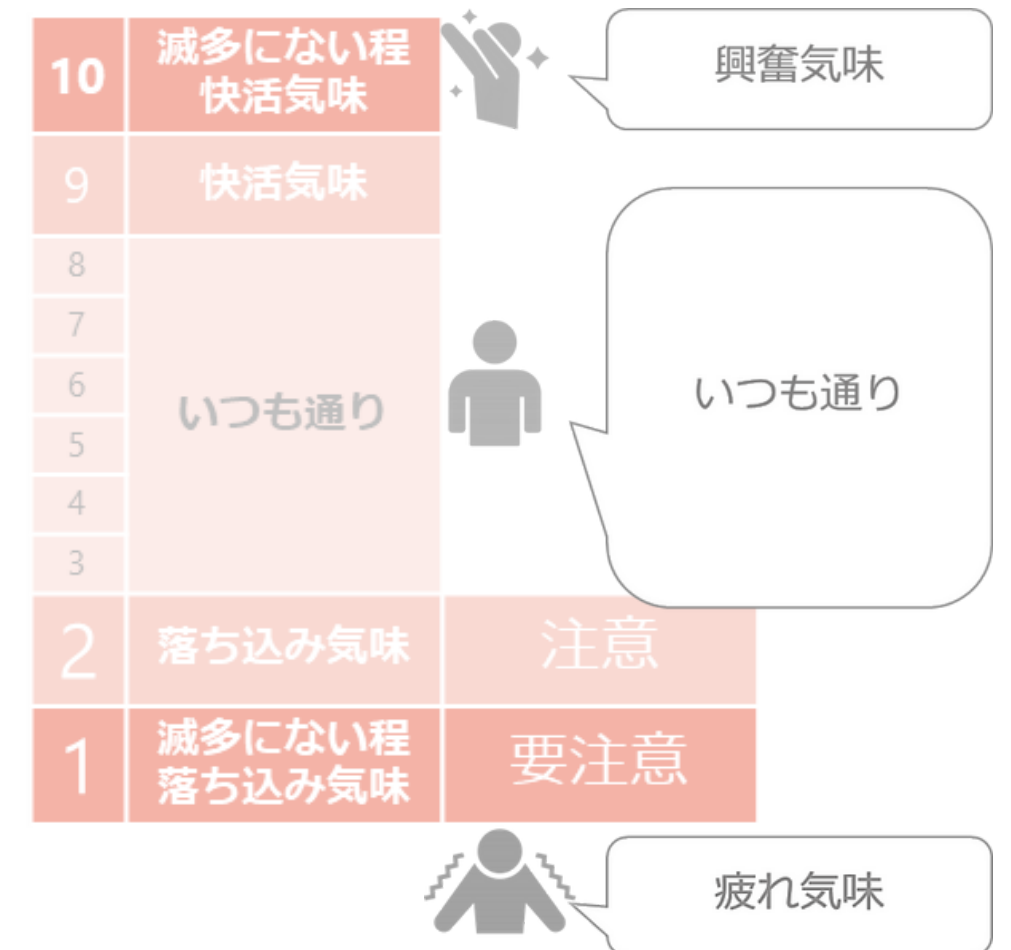 10
滅多にない程
快活気味
興奮気味
9
快活気味
8
7
6
5
4
3
いつも通り
いつも通り
2
落ち込み気味
注意
1
滅多にない程
落ち込み気味
要注意
疲れ気味